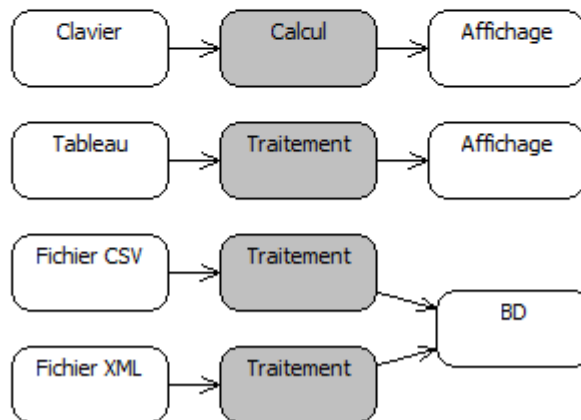 Clavier
Calcul
Affichage
Tableau
Traitement
Affichage
Fichier CSV
Traitement
BD
Fichier XML
Traitement